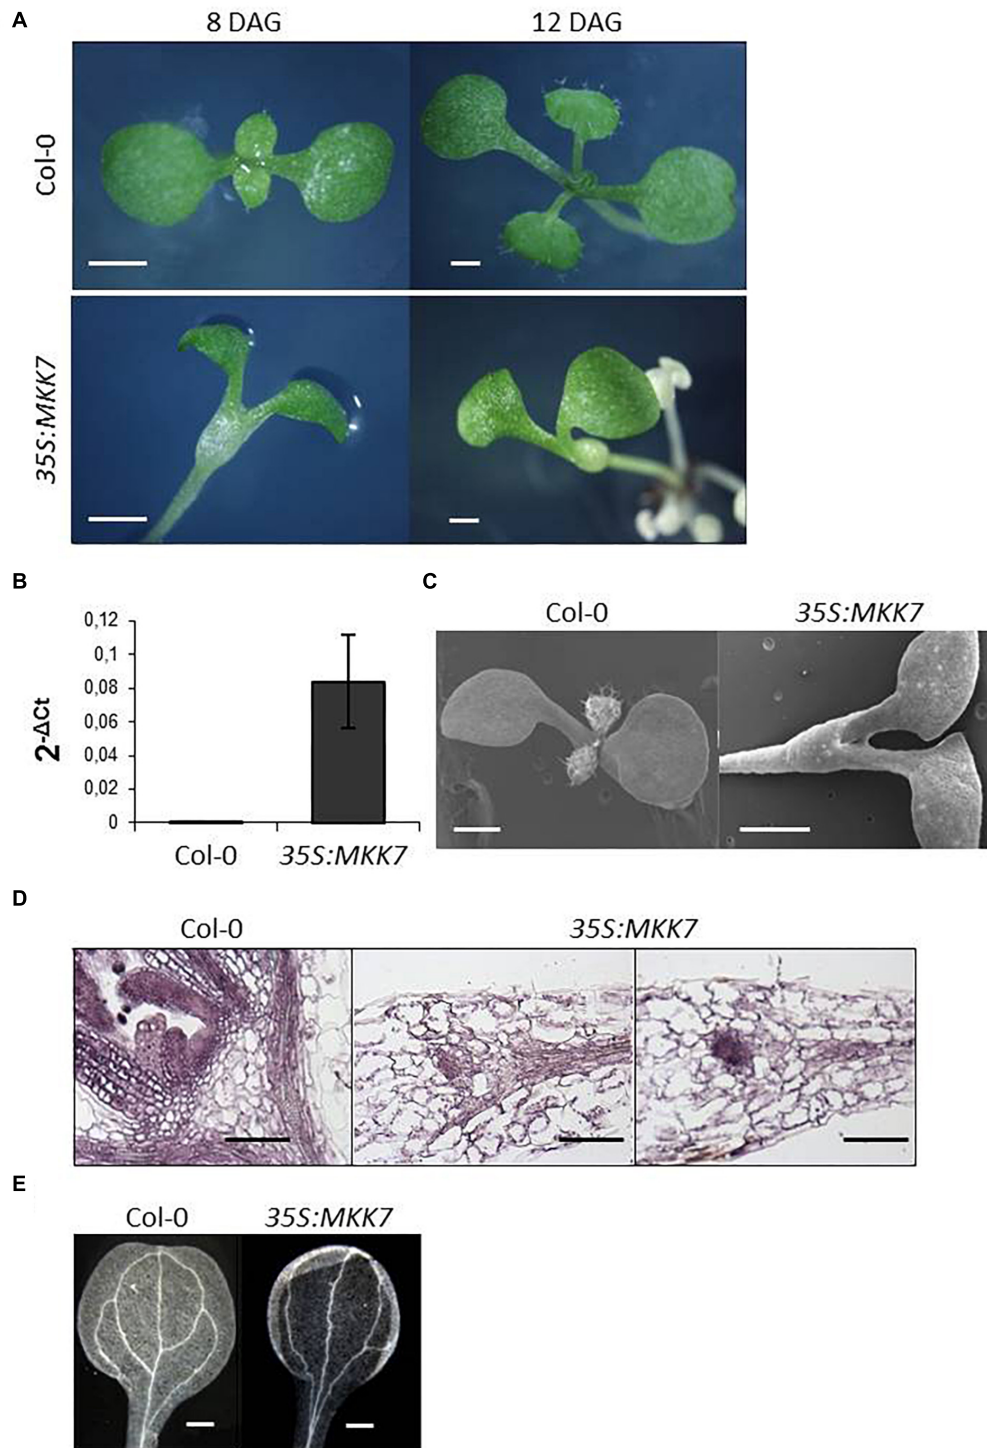 A
8 DAG 12 DAG
Col-0
35S:MKK7
B
0,12
0,1
0,08
0,06
0,04
0,02
0
2-ΔCt
Col-0 35S:MKK7
C
Col-0 35S:MKK7
D
Col-0 35S:MKK7
E
Col-0 35S:MKK7